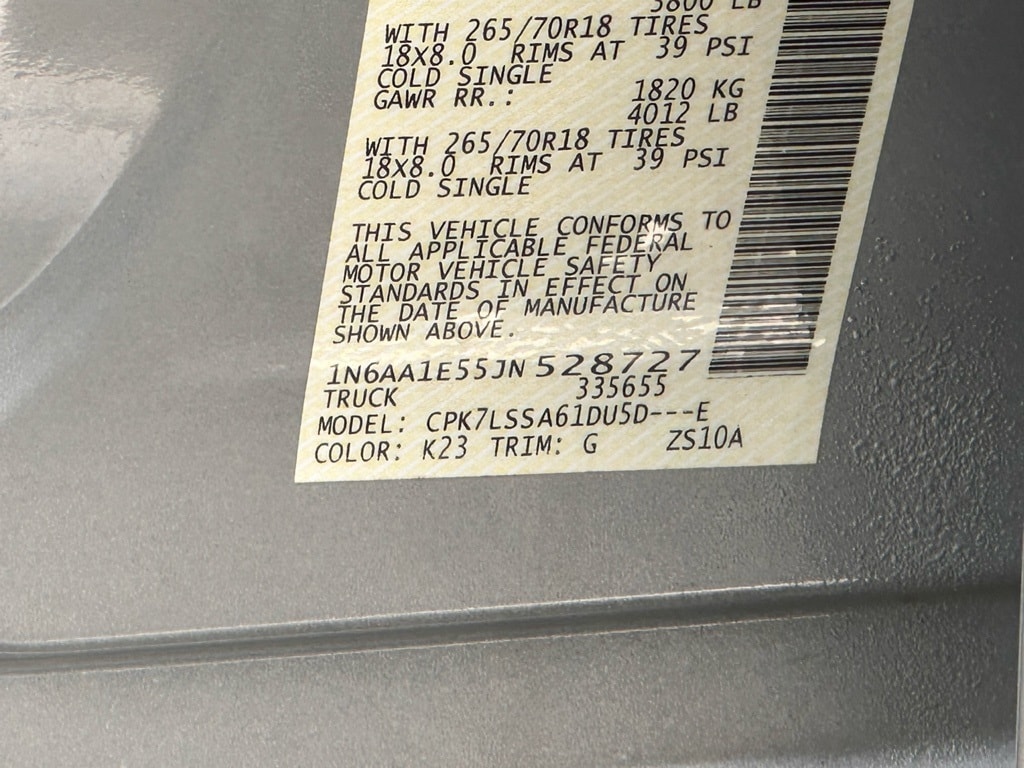 3800 LB
WITH 265/70R18 TIRES
18X8.0 RIMS AT 39 PSI
COLD SINGLE
GAWR RR.: 1820 KG
4012 LB
WITH 265/70R18 TIRES
18X8.0 RIMS AT 39 PSI
COLD SINGLE
THIS VEHICLE CONFORMS TO
ALL APPLICABLE FEDERAL
MOTOR VEHICLE SAFETY
STANDARDS IN EFFECT ON
THE DATE OF MANUFACTURE
SHOWN ABOVE.
1N6AA1E55JN528727
TRUCK 335655
MODEL: CPK7LSSA61DU5D---E
COLOR: K23 TRIM: G ZS10A